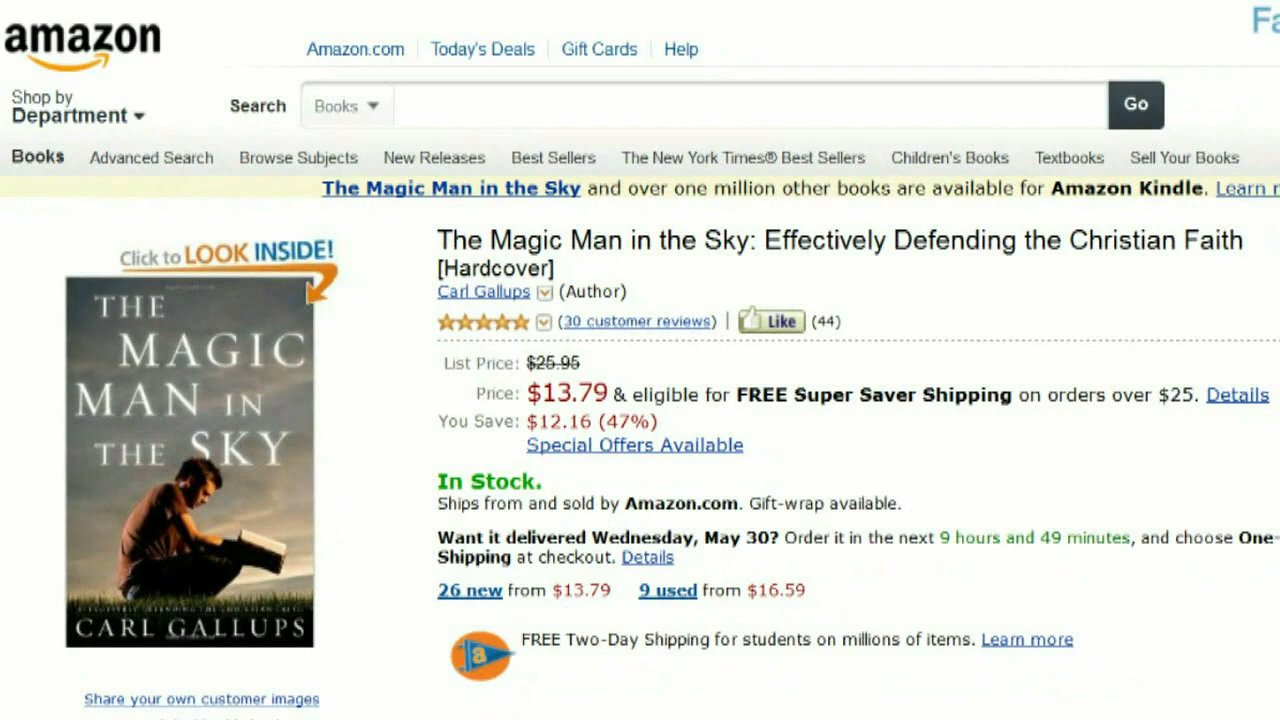 amazon
Fa
Amazon.com Today's Deals Gift Cards Help
Shop by
Department
Search Books Go
Books Advanced Search Browse Subjects New Releases Best Sellers The New York Times® Best Sellers Children's Books Textbooks Sell Your Books
The Magic Man in the Sky and over one million other books are available for Amazon Kindle. Learn
Click to LOOK INSIDE!
THE
MAGIC
MAN IN
THE SKY
EFFECTIVELY DEFENDING THE CHRISTIAN FAITH
CARL GALLUPS
Share your own customer images
The Magic Man in the Sky: Effectively Defending the Christian Faith
[Hardcover]
Carl Gallups (Author)
(30 customer reviews) | Like (44)
List Price: $25.95
Price: $13.79 & eligible for FREE Super Saver Shipping on orders over $25. Details
You Save: $12.16 (47%)
Special Offers Available
In Stock.
Ships from and sold by Amazon.com. Gift-wrap available.
Want it delivered Wednesday, May 30? Order it in the next 9 hours and 49 minutes, and choose One-
Shipping at checkout. Details
26 new from $13.79 9 used from $16.59
a
FREE Two-Day Shipping for students on millions of items. Learn more